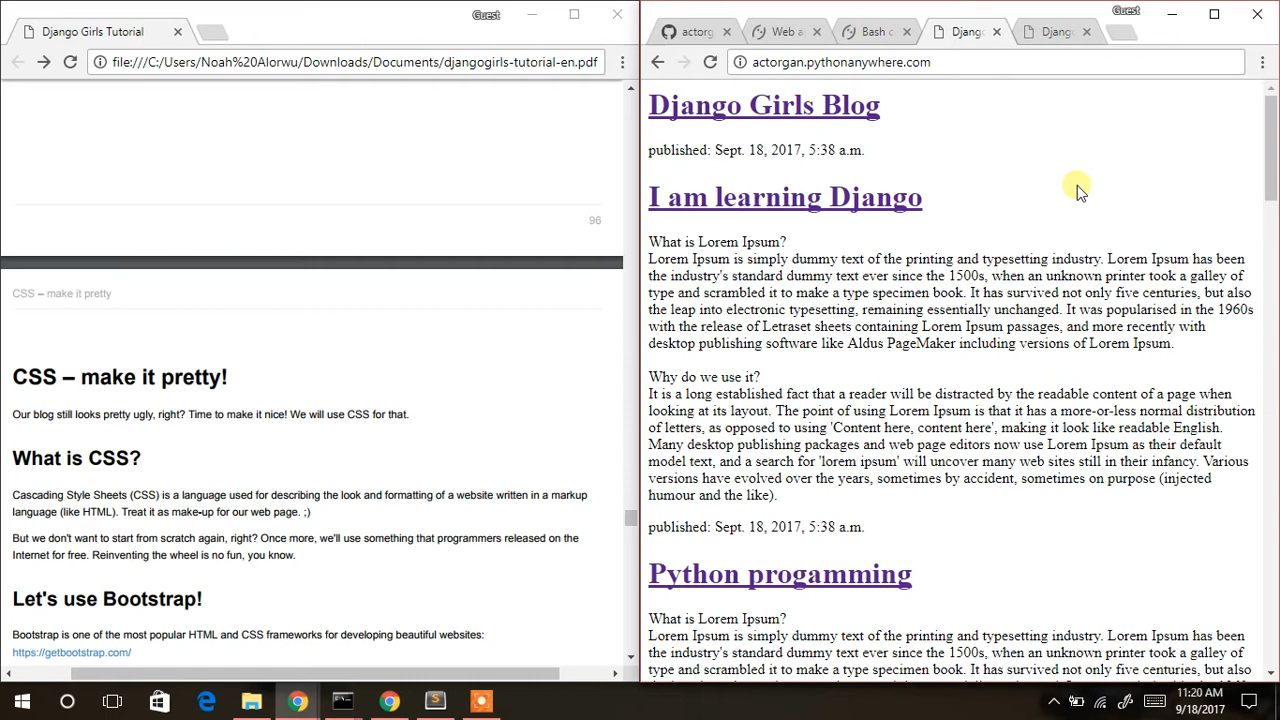 Guest
Django Girls Tutorial
file:///C:/Users/Noah%20Alorwu/Downloads/Documents/djangogirls-tutorial-en.pdf
96
CSS – make it pretty
CSS – make it pretty!
Our blog still looks pretty ugly, right? Time to make it nice! We will use CSS for that.
What is CSS?
Cascading Style Sheets (CSS) is a language used for describing the look and formatting of a website written in a markup
language (like HTML). Treat it as make-up for our web page. ;)
But we don't want to start from scratch again, right? Once more, we'll use something that programmers released on the
Internet for free. Reinventing the wheel is no fun, you know.
Let's use Bootstrap!
Bootstrap is one of the most popular HTML and CSS frameworks for developing beautiful websites:
https://getbootstrap.com/
Guest
actorg
Web a
Bash c
Djang
Djang
actorgan.pythonanywhere.com
Django Girls Blog
published: Sept. 18, 2017, 5:38 a.m.
I am learning Django
What is Lorem Ipsum?
Lorem Ipsum is simply dummy text of the printing and typesetting industry. Lorem Ipsum has been
the industry's standard dummy text ever since the 1500s, when an unknown printer took a galley of
type and scrambled it to make a type specimen book. It has survived not only five centuries, but also
the leap into electronic typesetting, remaining essentially unchanged. It was popularised in the 1960s
with the release of Letraset sheets containing Lorem Ipsum passages, and more recently with
desktop publishing software like Aldus PageMaker including versions of Lorem Ipsum.
Why do we use it?
It is a long established fact that a reader will be distracted by the readable content of a page when
looking at its layout. The point of using Lorem Ipsum is that it has a more-or-less normal distribution
of letters, as opposed to using 'Content here, content here', making it look like readable English.
Many desktop publishing packages and web page editors now use Lorem Ipsum as their default
model text, and a search for 'lorem ipsum' will uncover many web sites still in their infancy. Various
versions have evolved over the years, sometimes by accident, sometimes on purpose (injected
humour and the like).
published: Sept. 18, 2017, 5:38 a.m.
Python progamming
What is Lorem Ipsum?
Lorem Ipsum is simply dummy text of the printing and typesetting industry. Lorem Ipsum has been
the industry's standard dummy text ever since the 1500s, when an unknown printer took a galley of
type and scrambled it to make a type specimen book. It has survived not only five centuries, but also
11:20 AM
9/18/2017